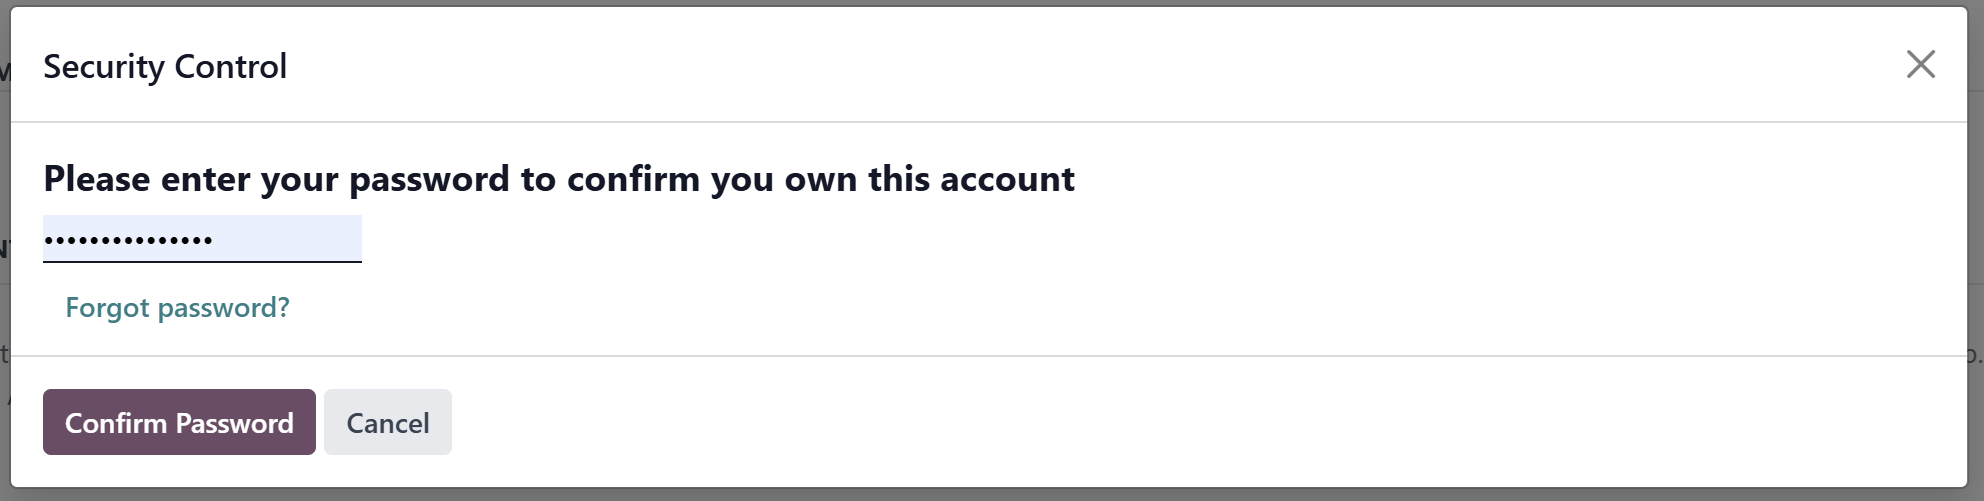 Security Control
Please enter your password to confirm you own this account
•••••••••••••••
Forgot password?
Confirm Password
Cancel